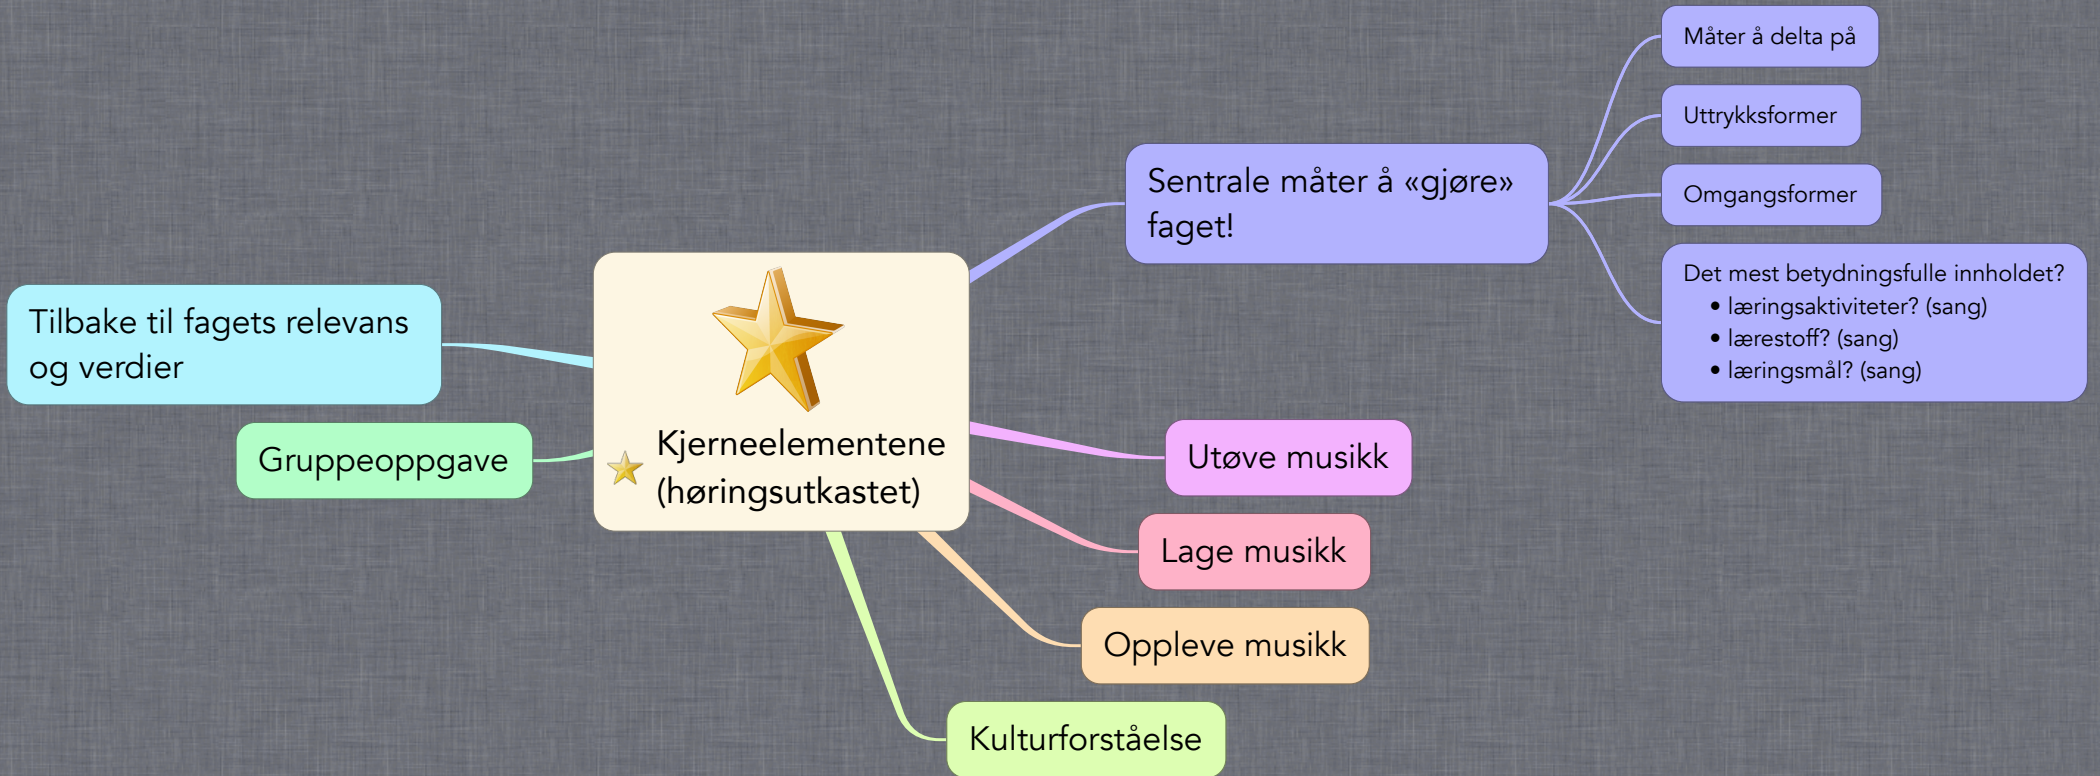 Kjerneelementene
(høringsutkastet)
Sentrale måter å «gjøre»
faget!
Måter å delta på
Uttrykksformer
Omgangsformer
Det mest betydningsfulle innholdet?
• læringsaktiviteter? (sang)
• lærestoff? (sang)
• læringsmål? (sang)
Utøve musikk
Lage musikk
Oppleve musikk
Kulturforståelse
Gruppeoppgave
Tilbake til fagets relevans
og verdier